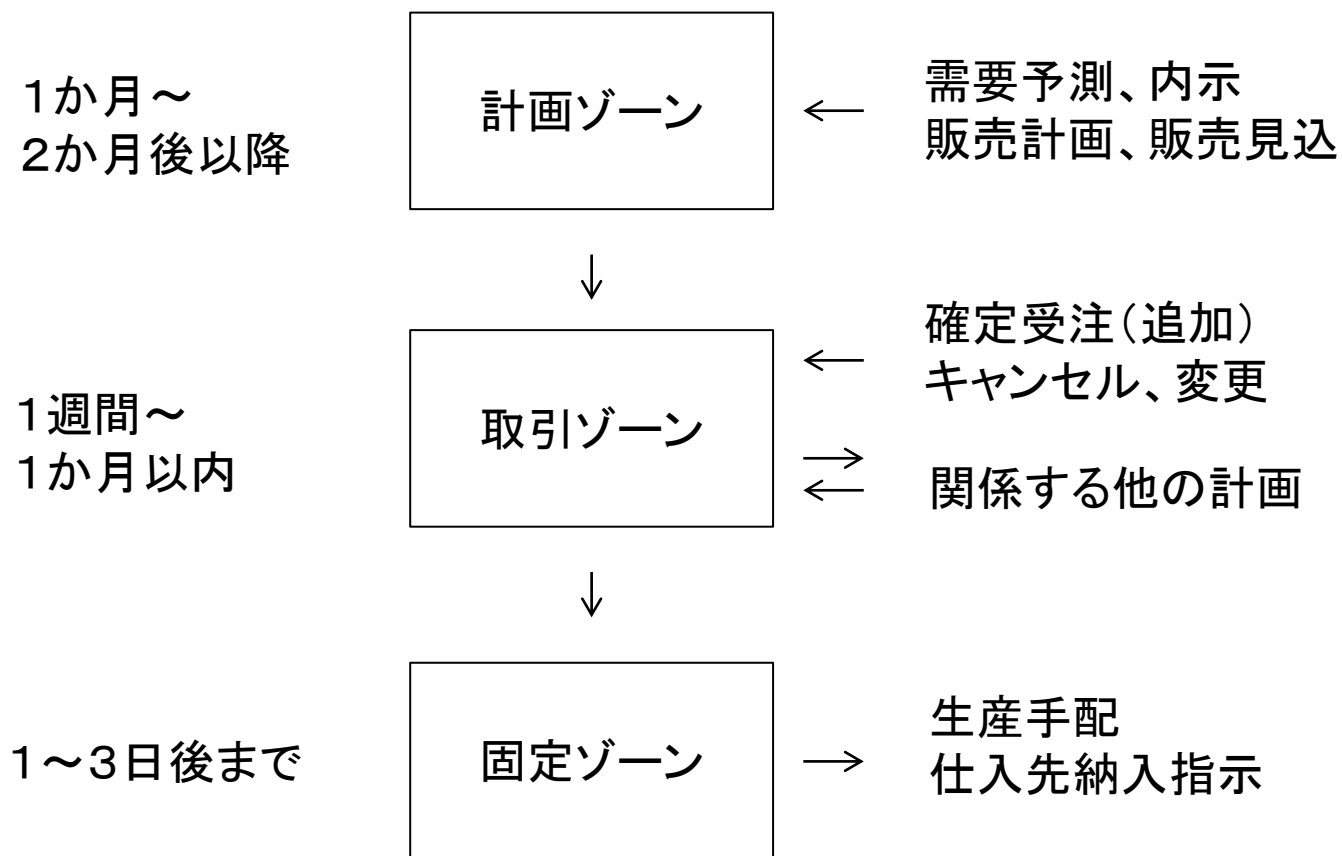 1か月～
2か月後以降
計画ゾーン
需要予測、内示
販売計画、販売見込
1週間～
1か月以内
取引ゾーン
確定受注（追加）
キャンセル、変更
関係する他の計画
1～3日後まで
固定ゾーン
生産手配
仕入先納入指示